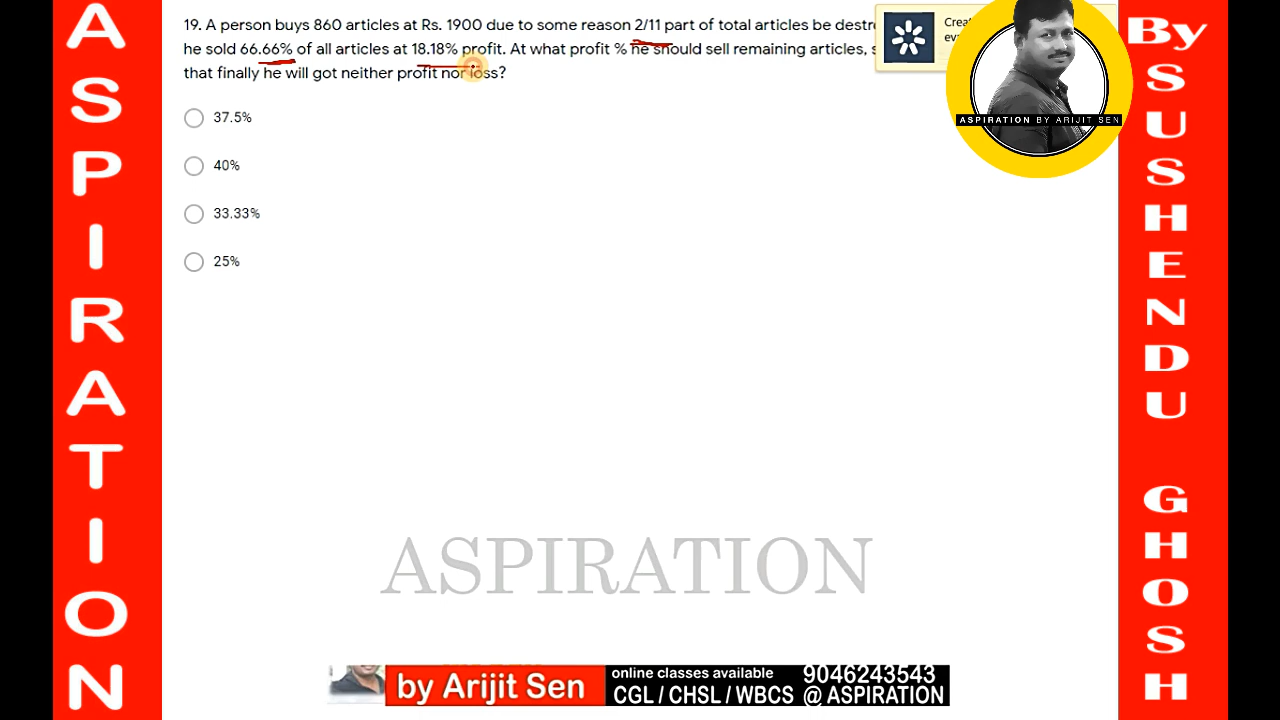 ASPIRATION
19. A person buys 860 articles at Rs. 1900 due to some reason 2/11 part of total articles be
he sold 66.66% of all articles at 18.18% profit. At what profit % he should sell remaining articles,
that finally he will got neither profit nor loss?
37.5%
40%
33.33%
25%
ASPIRATION BY ARIJIT SEN
By
SUSHENDU
GHOSH
ASPIRATION
by Arijit Sen
online classes available
CGL / CHSL / WBCS
9046243543
@ ASPIRATION